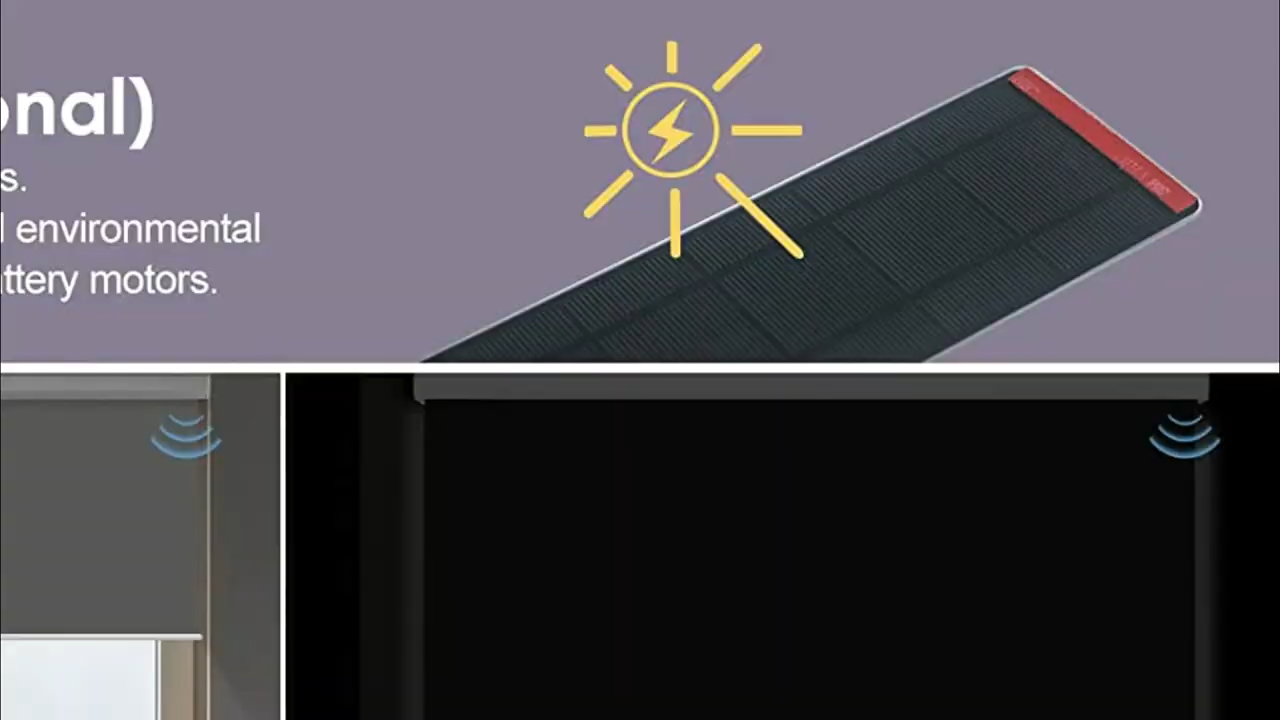 onal)
s.
l environmental
ttery motors.